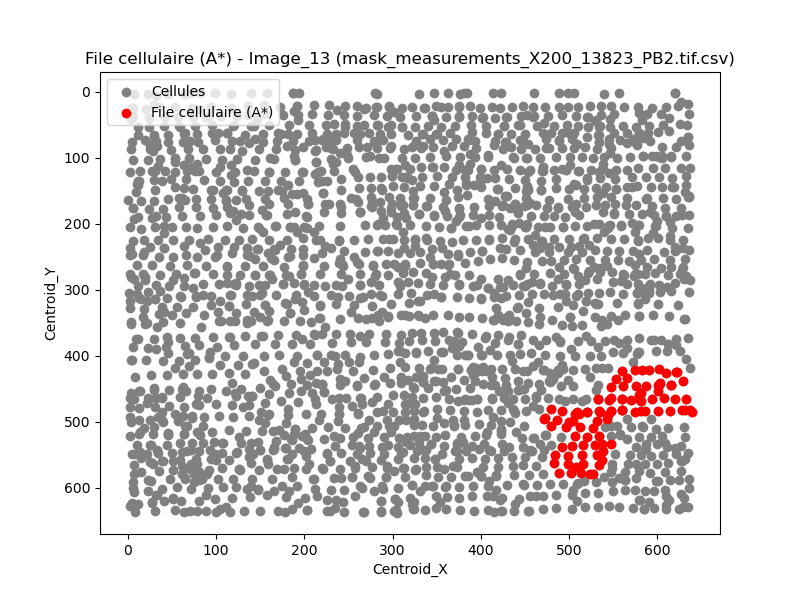 File cellulaire (A*) - Image_13 (mask_measurements_X200_13823_PB2.tif.csv)
Cellules
File cellulaire (A*)
0
100
200
300
400
500
600
Centroid_Y
0 100 200 300 400 500 600
Centroid_X